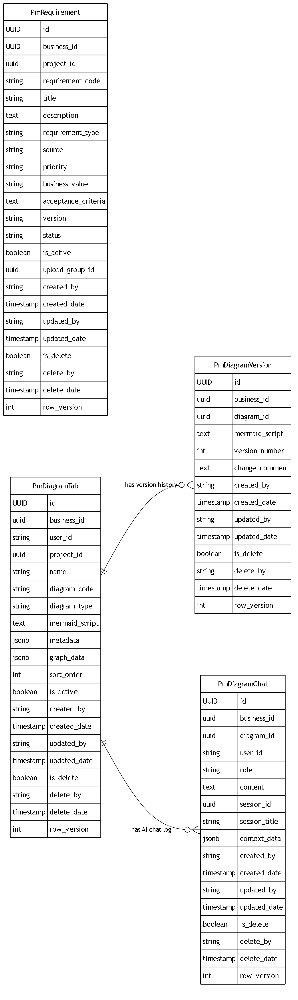 PmRequirement
UUID id
UUID business_id
uuid project_id
string requirement_code
string title
text description
string requirement_type
string source
string priority
string business_value
text acceptance_criteria
string version
string status
boolean is_active
uuid upload_group_id
string created_by
timestamp created_date
string updated_by
timestamp updated_date
boolean is_delete
string delete_by
timestamp delete_date
int row_version
PmDiagramVersion
UUID id
uuid business_id
uuid diagram_id
text mermaid_script
int version_number
text change_comment
string created_by
timestamp created_date
string updated_by
timestamp updated_date
boolean is_delete
string delete_by
timestamp delete_date
int row_version
has version history
PmDiagramTab
UUID id
uuid business_id
string user_id
uuid project_id
string name
string diagram_code
string diagram_type
text mermaid_script
jsonb metadata
jsonb graph_data
int sort_order
boolean is_active
string created_by
timestamp created_date
string updated_by
timestamp updated_date
boolean is_delete
string delete_by
timestamp delete_date
int row_version
has AI chat log
PmDiagramChat
UUID id
uuid business_id
uuid diagram_id
string user_id
string role
text content
uuid session_id
string session_title
jsonb context_data
string created_by
timestamp created_date
string updated_by
timestamp updated_date
boolean is_delete
string delete_by
timestamp delete_date
int row_version